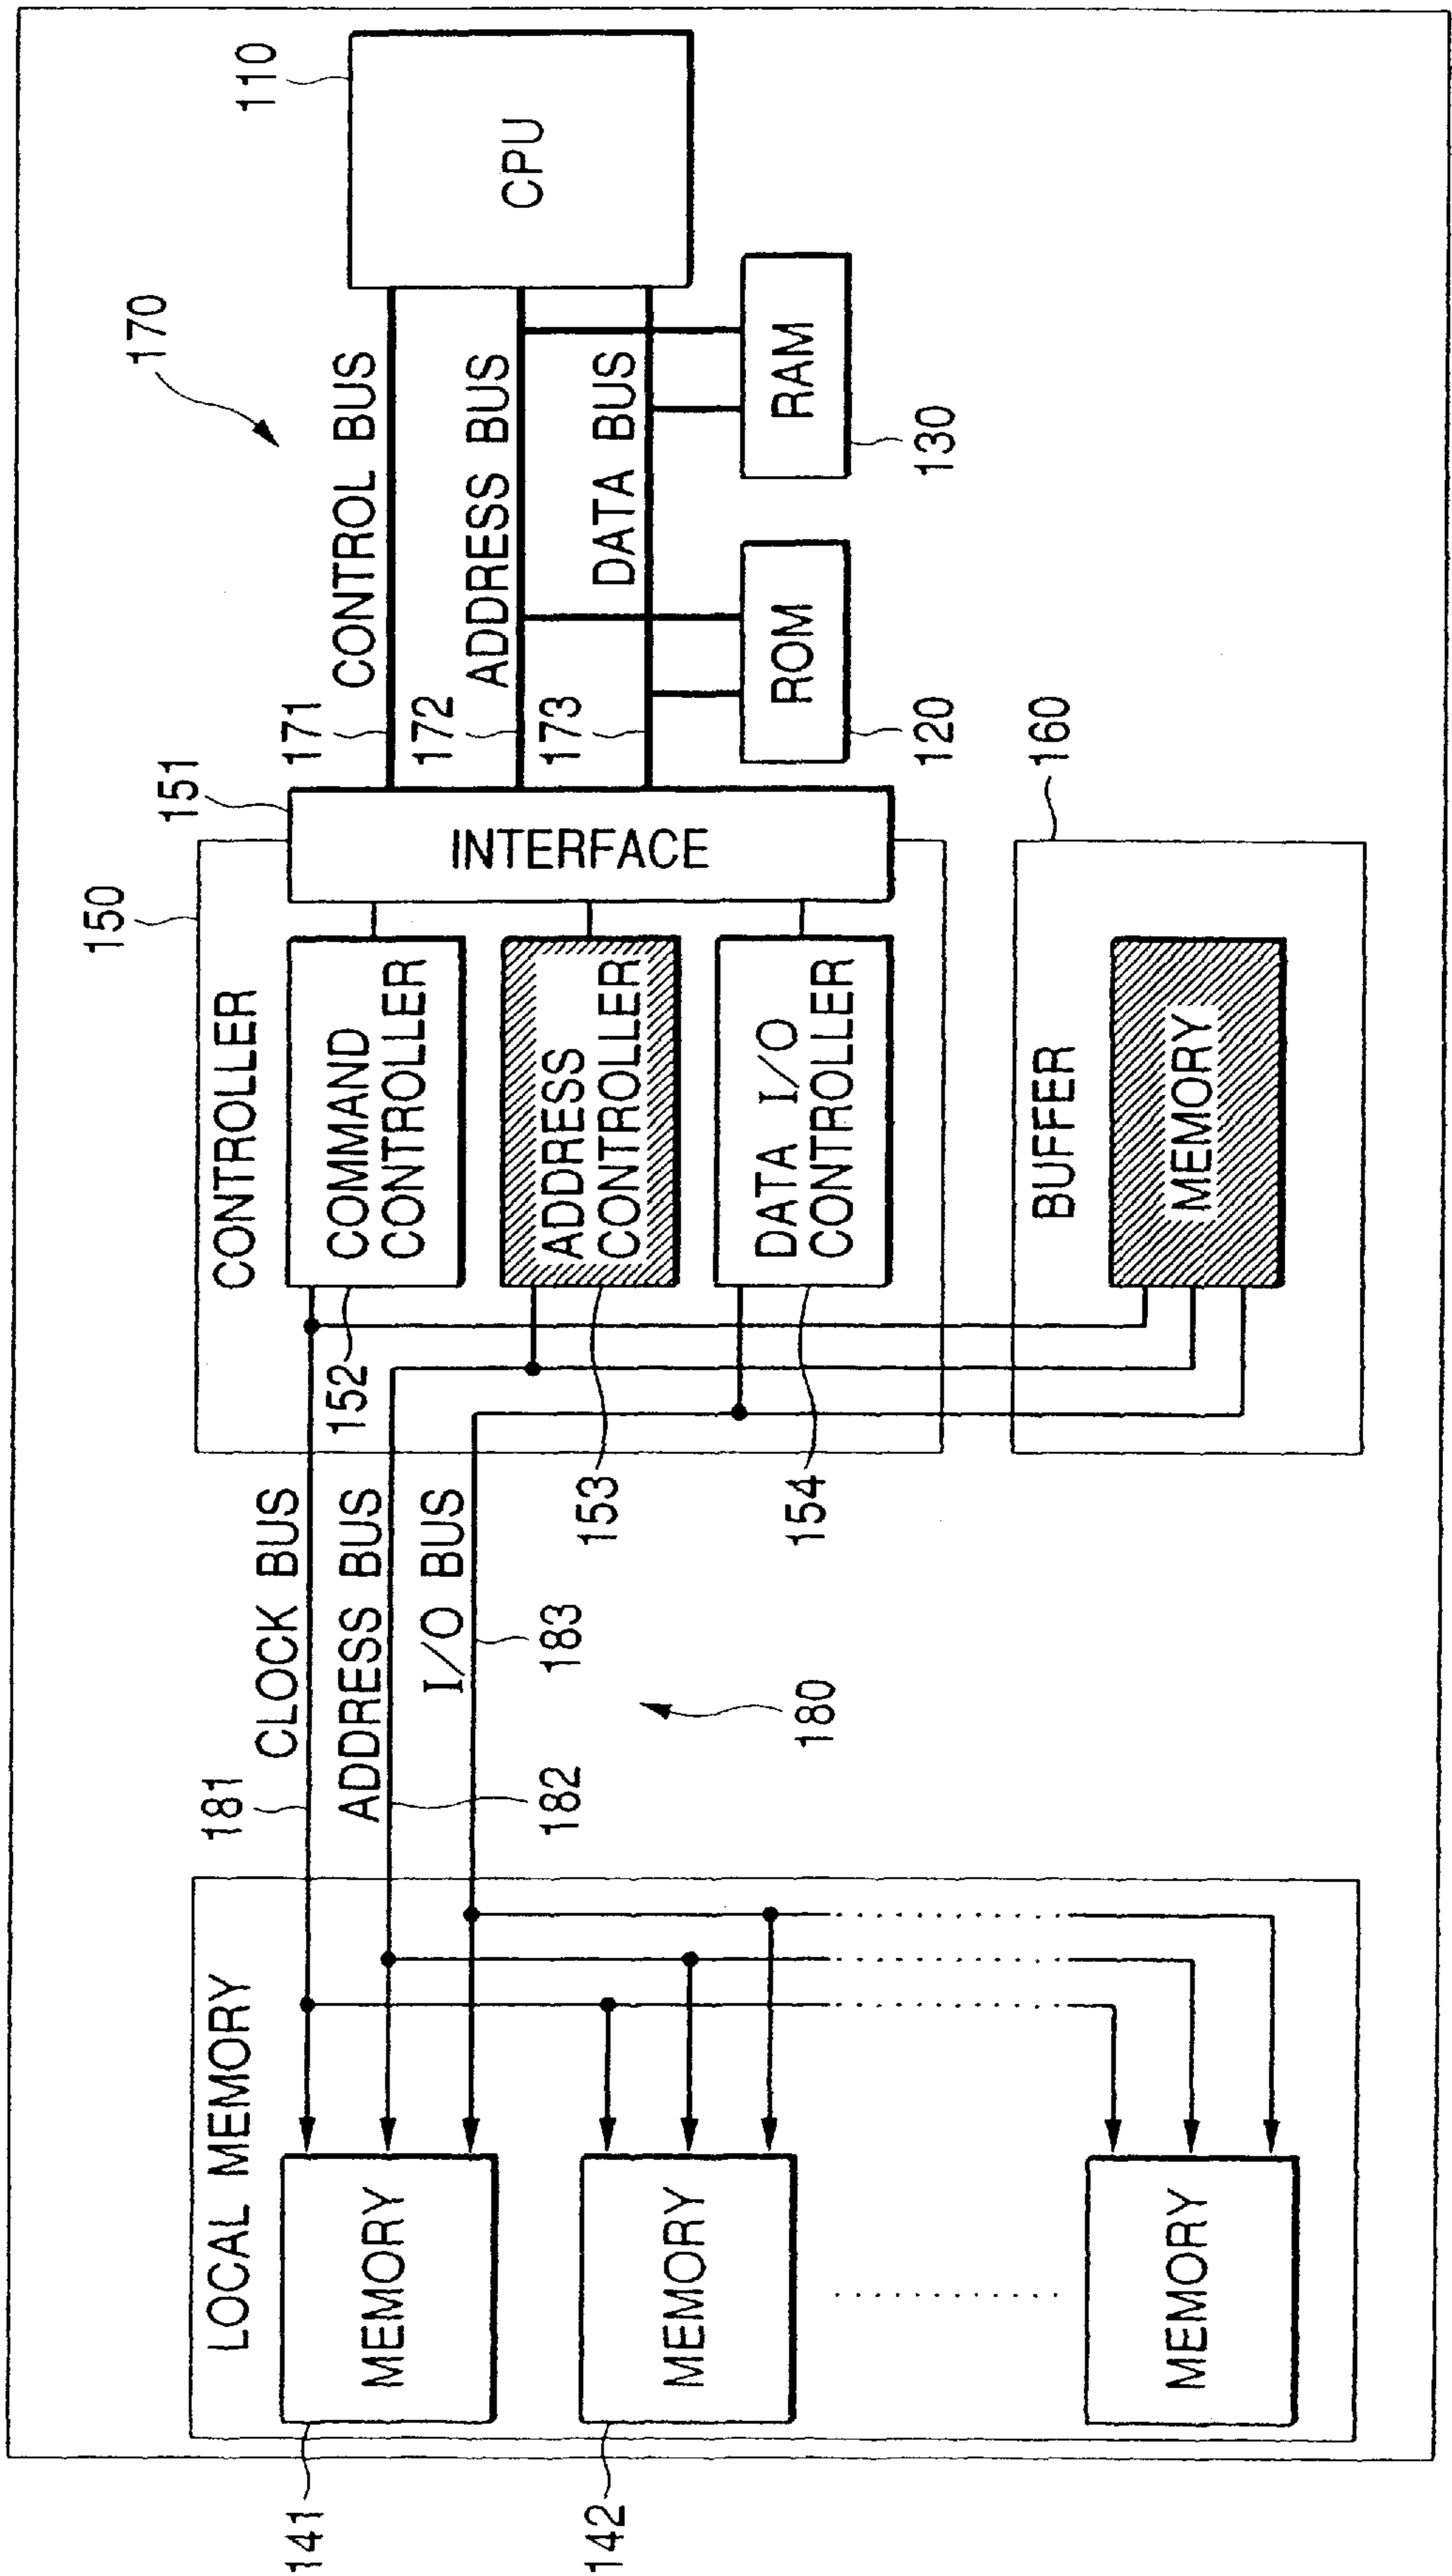 141
142
LOCAL MEMORY
MEMORY
MEMORY
MEMORY
181
CLOCK BUS
ADDRESS BUS
182
I/O BUS
183
180
150
CONTROLLER
COMMAND
CONTROLLER
152
ADDRESS
CONTROLLER
153
DATA I/O
CONTROLLER
154
151
INTERFACE
BUFFER
160
MEMORY
170
171
CONTROL BUS
172
ADDRESS BUS
173
DATA BUS
ROM
120
RAM
130
CPU
110